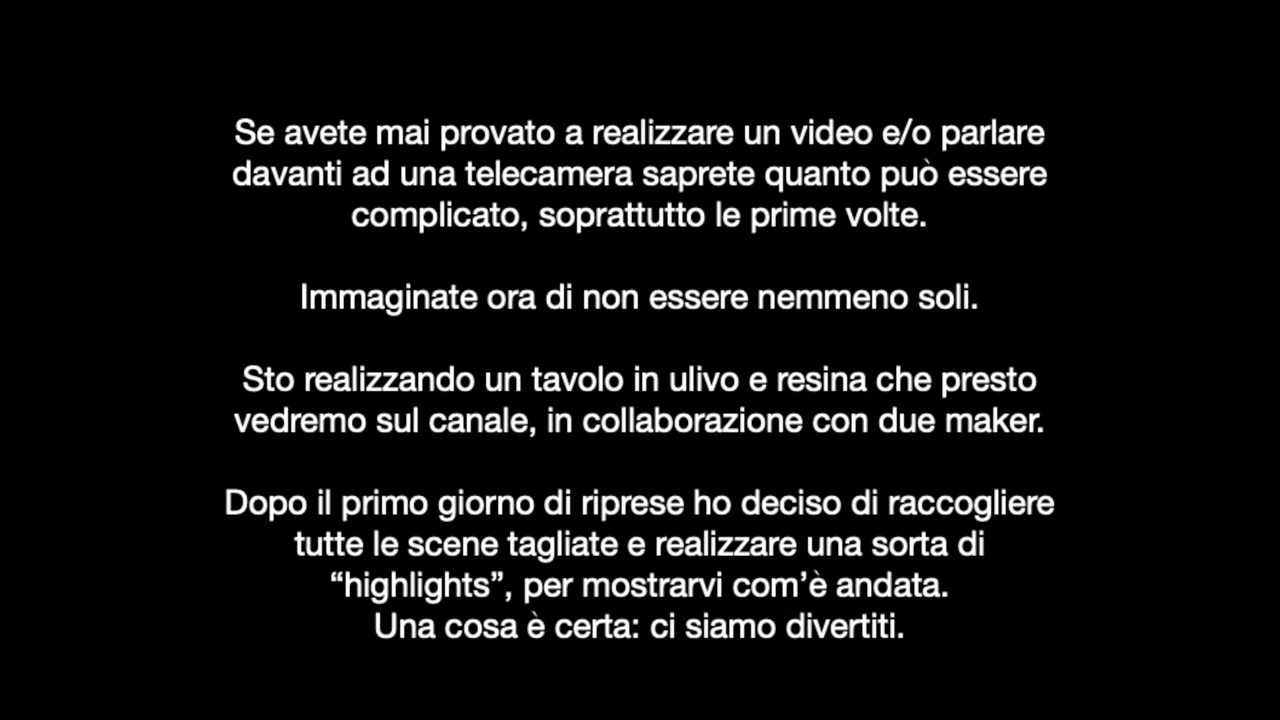 Se avete mai provato a realizzare un video e/o parlare
davanti ad una telecamera saprete quanto può essere
complicato, soprattutto le prime volte.
Immaginate ora di non essere nemmeno soli.
Sto realizzando un tavolo in ulivo e resina che presto
vedremo sul canale, in collaborazione con due maker.
Dopo il primo giorno di riprese ho deciso di raccogliere
tutte le scene tagliate e realizzare una sorta di
“highlights”, per mostrarvi com’è andata.
Una cosa è certa: ci siamo divertiti.